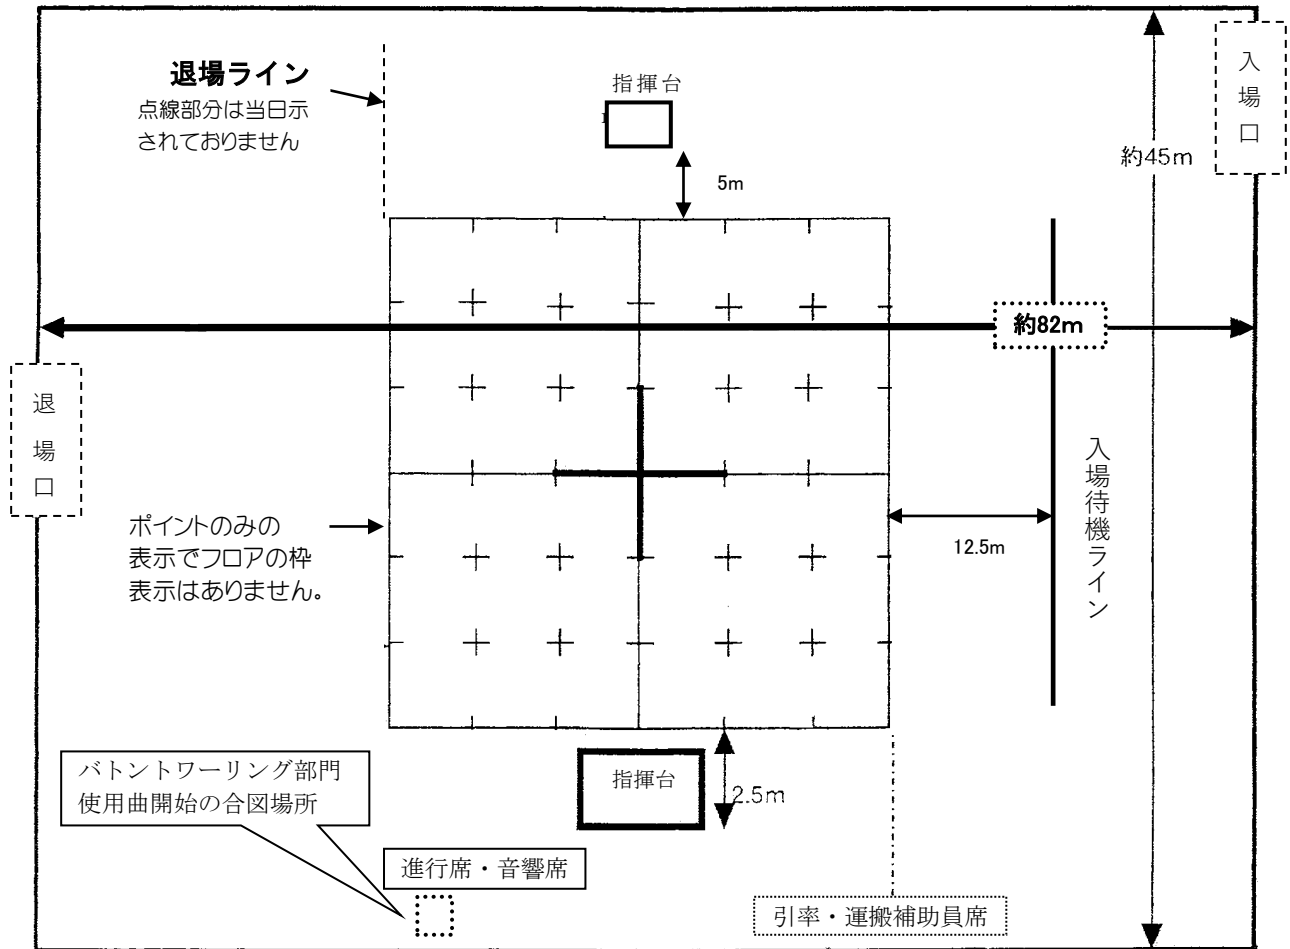 退場ライン
点線部分は当日示
されておりません
指揮台
5m
約45m
入場口
約82m
退場口
入場待機ライン
12.5m
ポイントのみの
表示でフロアの枠
表示はありません。
バトントワーリング部門
使用曲開始の合図場所
指揮台
2.5m
進行席・音響席
引率・運搬補助員席